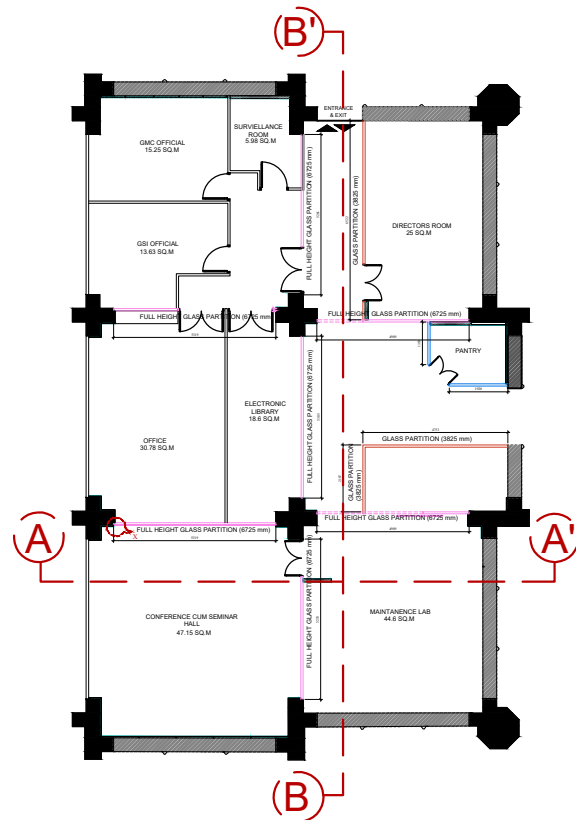 B'
ENTRANCE
& EXIT
SURVIELLANCE
ROOM
5.98 SQ.M
GMC OFFICIAL
15.25 SQ.M
FULL HEIGHT GLASS PARTITION (6725 mm)
GLASS PARTITION (3825 mm)
DIRECTORS ROOM
25 SQ.M
GSI OFFICIAL
13.63 SQ.M
FULL HEIGHT GLASS PARTITION (6725 mm)
FULL HEIGHT GLASS PARTITION (6725 mm)
PANTRY
FULL HEIGHT GLASS PARTITION (6725 mm)
ELECTRONIC
LIBRARY
18.6 SQ.M
OFFICE
30.78 SQ.M
GLASS PARTITION (3825 mm)
GLASS PARTITION
(3825 mm)
FULL HEIGHT GLASS PARTITION (6725 mm)
FULL HEIGHT GLASS PARTITION (6725 mm)
X
A
A'
FULL HEIGHT GLASS PARTITION (6725 mm)
CONFERENCE CUM SEMINAR
HALL
47.15 SQ.M
MAINTANENCE LAB
44.6 SQ.M
B